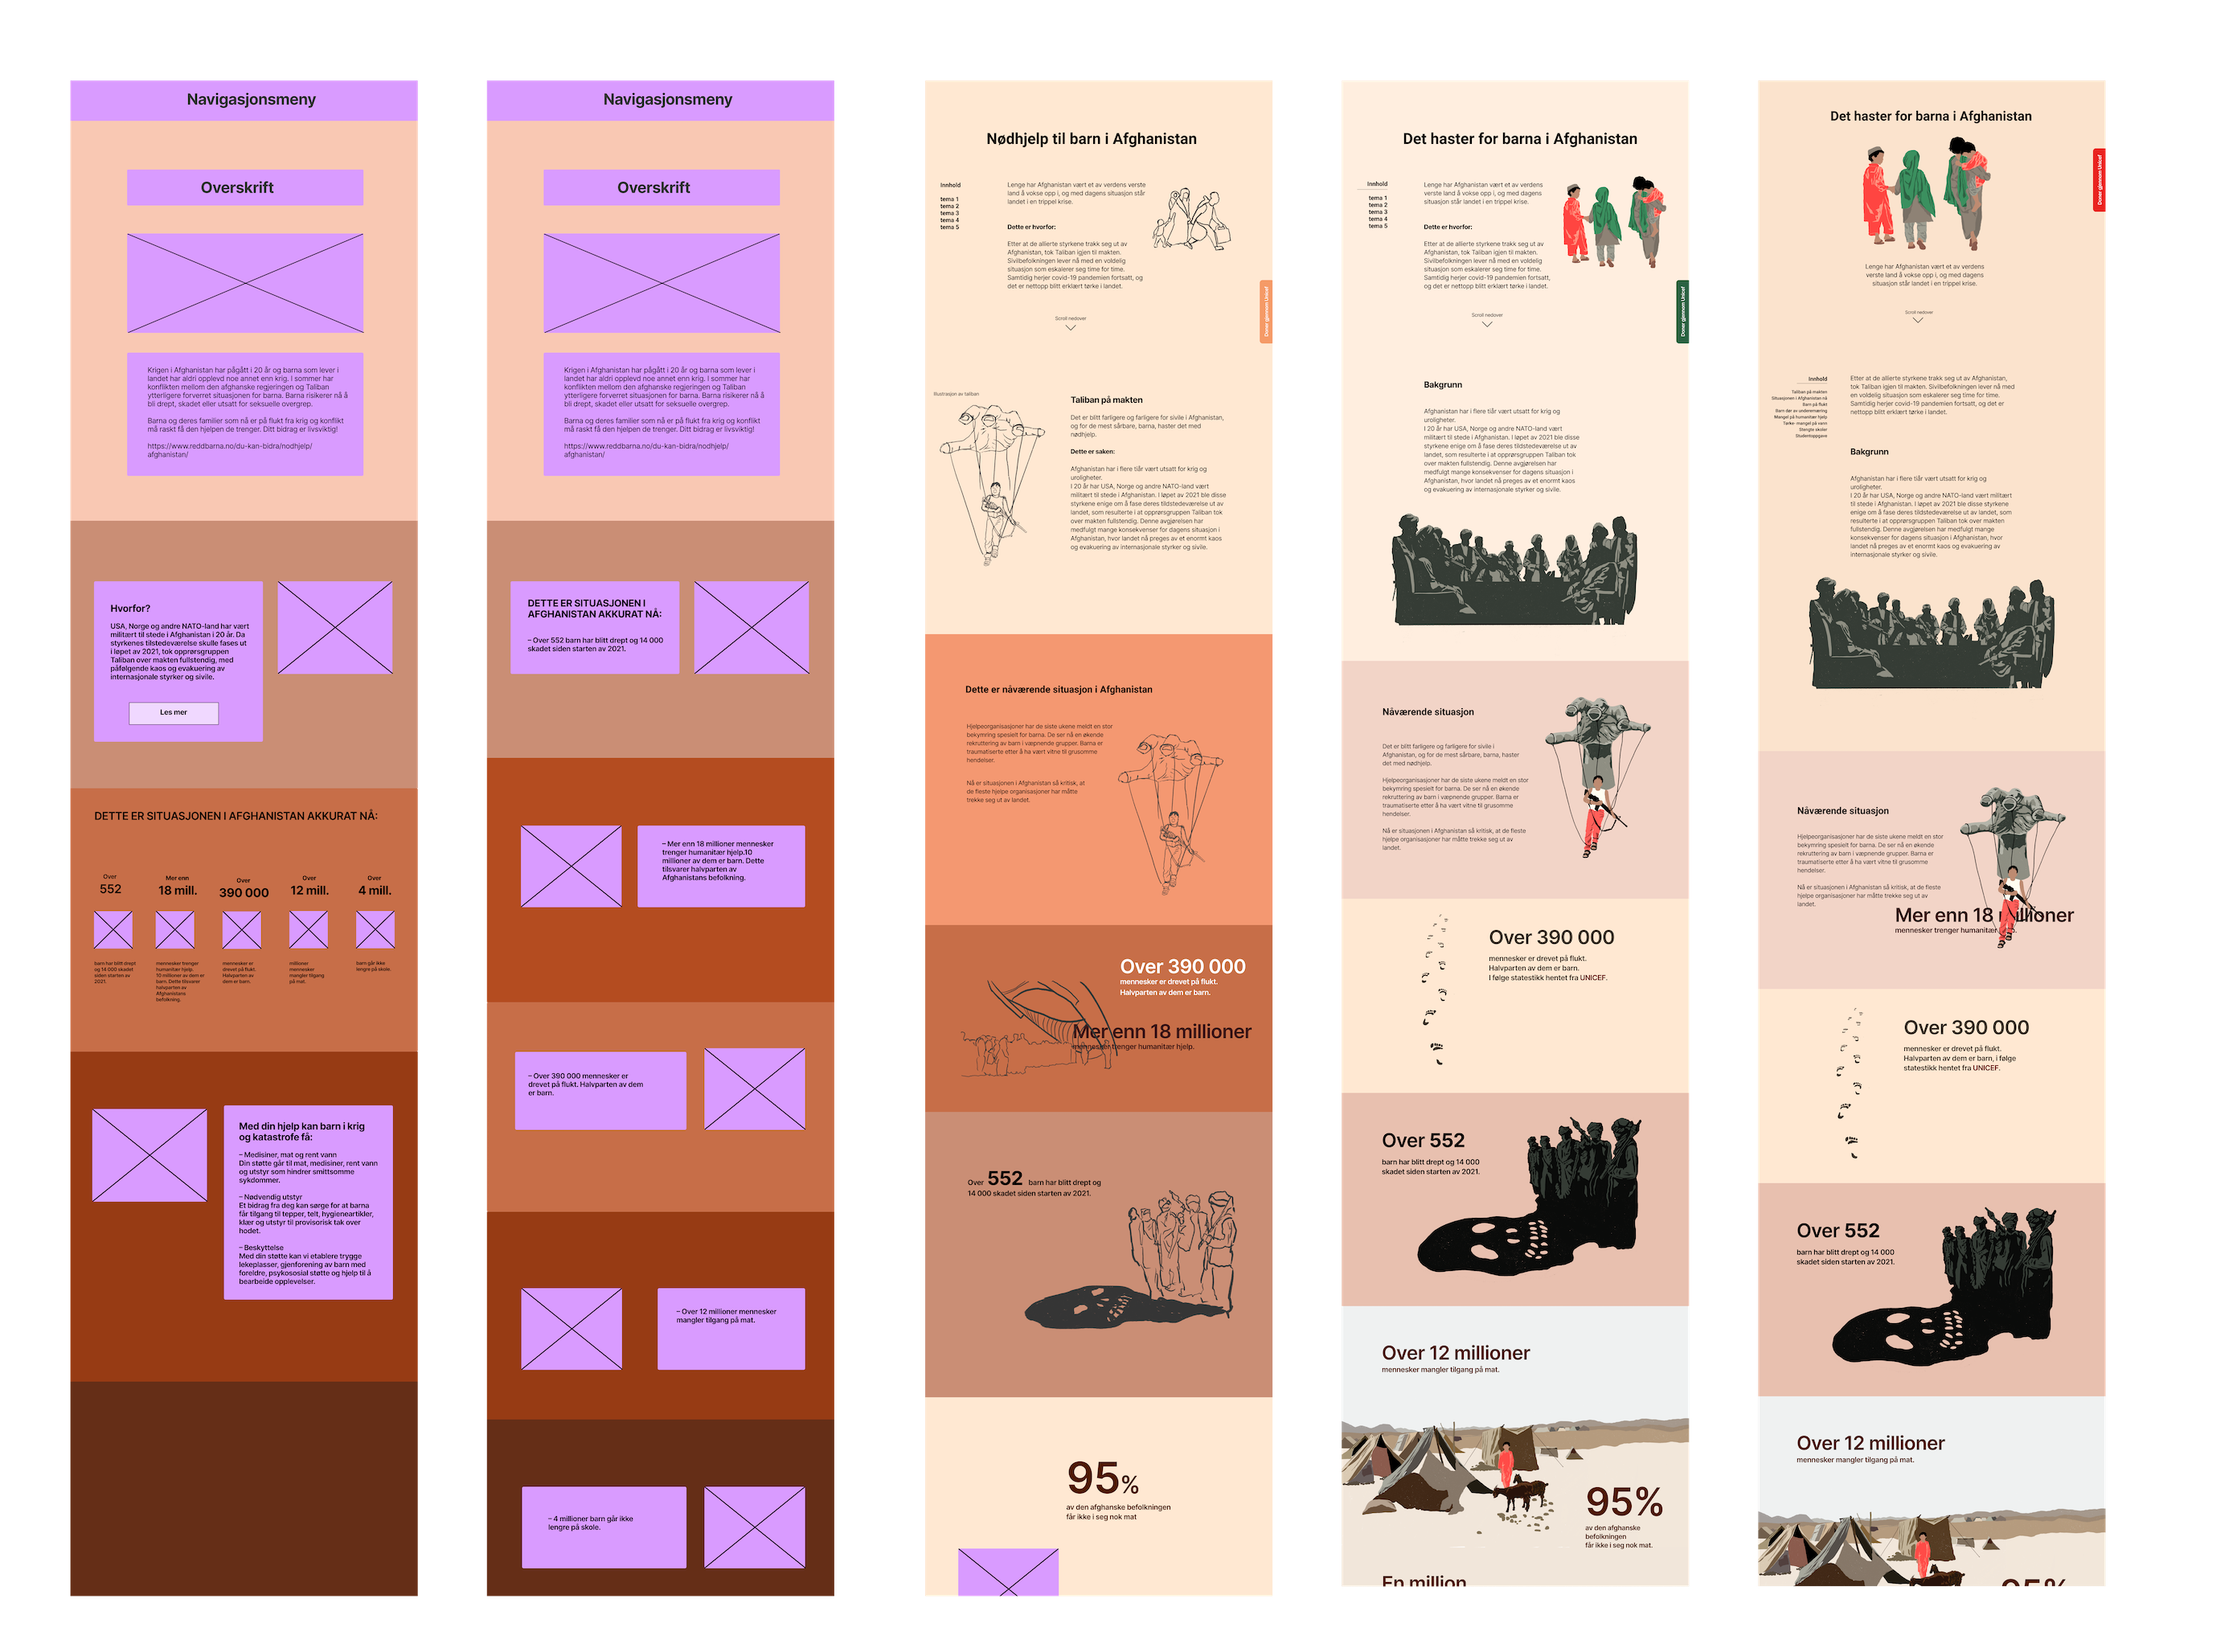 Navigasjonsmeny
Overskrift
Krigen i Afghanistan har pågått i 20 år og barna som lever i
landet har aldri opplevd noe annet enn krig. I sommer har
konflikten mellom den afghanske regjeringen og Taliban
ytterligere forverret situasjonen for barna. Barna risikerer nå å
bli drept, skadet eller utsatt for seksuelle overgrep.
Barna og deres familier som nå er på flukt fra krig og konflikt
må raskt få den hjelpen de trenger. Ditt bidrag er livsviktig!
https://www.reddbarna.no/du-kan-bidra/nodhjelp/
afghanistan/
Hvorfor?
USA, Norge og andre NATO-land har vært
militært til stede i Afghanistan i 20 år. Da
styrkenes tilstedeværelse skulle fases ut
i løpet av 2021, tok opprørsgruppen
Taliban over makten fullstendig, med
påfølgende kaos og evakuering av
internasjonale styrker og sivile.
Les mer
DETTE ER SITUASJONEN I AFGHANISTAN AKKURAT NÅ:
Over
552
barn har blitt drept
og 14 000 skadet
siden starten av
2021.
Mer enn
18 mill.
mennesker trenger
humanitær hjelp.
10 millioner av dem er
barn. Dette tilsvarer
halvparten av
Afghanistans
befolkning.
Over
390 000
mennesker er
drevet på flukt.
Halvparten av
dem er barn.
Over
12 mill.
millioner
mennesker
mangler tilgang
på mat.
Over
4 mill.
barn går ikke
lengre på skole.
Med din hjelp kan barn i krig
og katastrofe få:
– Medisiner, mat og rent vann
Din støtte går til mat, medisiner, rent vann
og utstyr som hindrer smittsomme
sykdommer.
– Nødvendig utstyr
Et bidrag fra deg kan sørge for at barna
får tilgang til tepper, telt, hygieneartikler,
klær og utstyr til provisorisk tak over
hodet.
– Beskyttelse
Med din støtte kan vi etablere trygge
lekeplasser, gjenforening av barn med
foreldre, psykososial støtte og hjelp til å
bearbeide opplevelser.
Navigasjonsmeny
Overskrift
Krigen i Afghanistan har pågått i 20 år og barna som lever i
landet har aldri opplevd noe annet enn krig. I sommer har
konflikten mellom den afghanske regjeringen og Taliban
ytterligere forverret situasjonen for barna. Barna risikerer nå å
bli drept, skadet eller utsatt for seksuelle overgrep.
Barna og deres familier som nå er på flukt fra krig og konflikt
må raskt få den hjelpen de trenger. Ditt bidrag er livsviktig!
https://www.reddbarna.no/du-kan-bidra/nodhjelp/
afghanistan/
DETTE ER SITUASJONEN I
AFGHANISTAN AKKURAT NÅ:
– Over 552 barn har blitt drept og 14 000
skadet siden starten av 2021.
– Mer enn 18 millioner mennesker
trenger humanitær hjelp.10
millioner av dem er barn. Dette
tilsvarer halvparten av
Afghanistans befolkning.
– Over 390 000 mennesker er
drevet på flukt. Halvparten av dem
er barn.
– Over 12 millioner mennesker
mangler tilgang på mat.
– 4 millioner barn går ikke
lengre på skole.
Nødhjelp til barn i Afghanistan
Innhold
tema 1
tema 2
tema 3
tema 4
tema 5
Lenge har Afghanistan vært et av verdens verste
land å vokse opp i, og med dagens situasjon står
landet i en trippel krise.
Dette er hvorfor:
Etter at de allierte styrkene trakk seg ut av
Afghanistan, tok Taliban igjen til makten.
Sivilbefolkningen lever nå med en voldelig
situasjon som eskalerer seg time for time.
Samtidig herjer covid-19 pandemien fortsatt, og
det er nettopp blitt erklært tørke i landet.
Doner gjennom Unicef
Scroll nedover
Illustrasjon av taliban
Taliban på makten
Det er blitt farligere og farligere for sivile i Afghanistan,
og for de mest sårbare, barna, haster det med
nødhjelp.
Dette er saken:
Afghanistan har i flere tiår vært utsatt for krig og
uroligheter.
I 20 år har USA, Norge og andre NATO-land vært
militært til stede i Afghanistan. I løpet av 2021 ble disse
styrkene enige om å fase deres tilstedeværelse ut av
landet, som resulterte i at opprørsgruppen Taliban tok
over makten fullstendig. Denne avgjørelsen har
medfulgt mange konsekvenser for dagens situasjon i
Afghanistan, hvor landet nå preges av et enormt kaos
og evakuering av internasjonale styrker og sivile.
Dette er nåværende situasjon i Afghanistan
Hjelpeorganisasjoner har de siste ukene meldt en stor
bekymring spesielt for barna. De ser nå en økende
rekruttering av barn i væpnende grupper. Barna er
traumatiserte etter å ha vært vitne til grusomme
hendelser.
Nå er situasjonen i Afghanistan så kritisk, at
de fleste hjelpe organisasjoner har måtte
trekke seg ut av landet.
Over 390 000
mennesker er drevet på flukt.
Halvparten av dem er barn.
Mer enn 18 millioner
mennesker trenger humanitær hjelp.
Over 552 barn har blitt drept og
14 000 skadet siden starten av 2021.
95%
av den afghanske befolkningen
får ikke i seg nok mat
Det haster for barna i Afghanistan
Innhold
tema 1
tema 2
tema 3
tema 4
tema 5
Lenge har Afghanistan vært et av verdens
verste land å vokse opp i, og med dagens
situasjon står landet i en trippel krise.
Dette er hvorfor:
Etter at de allierte styrkene trakk seg ut av
Afghanistan, tok Taliban igjen til makten.
Sivilbefolkningen lever nå med en voldelig
situasjon som eskalerer seg time for time.
Samtidig herjer covid-19 pandemien fortsatt,
og det er nettopp blitt erklært tørke i landet.
Doner gjennom Unicef
Scroll nedover
Bakgrunn
Afghanistan har i flere tiår vært utsatt for krig og
uroligheter.
I 20 år har USA, Norge og andre NATO-land vært
militært til stede i Afghanistan. I løpet av 2021 ble disse
styrkene enige om å fase deres tilstedeværelse ut av
landet, som resulterte i at opprørsgruppen Taliban tok
over makten fullstendig. Denne avgjørelsen har
medfulgt mange konsekvenser for dagens situasjon i
Afghanistan, hvor landet nå preges av et enormt kaos
og evakuering av internasjonale styrker og sivile.
Nåværende situasjon
Det er blitt farligere og farligere for sivile i
Afghanistan, og for de mest sårbare, barna, haster
det med nødhjelp.
Hjelpeorganisasjoner har de siste ukene meldt en stor
bekymring spesielt for barna. De ser nå en økende
rekruttering av barn i væpnende grupper. Barna er
traumatiserte etter å ha vært vitne til grusomme
hendelser.
Nå er situasjonen i Afghanistan så kritisk, at de fleste
hjelpe organisasjoner har måtte trekke seg ut av
landet.
Over 390 000
mennesker er drevet på flukt.
Halvparten av dem er barn.
I følge statestikk hentet fra UNICEF.
Over 552
barn har blitt drept og 14 000
skadet siden starten av 2021.
Over 12 millioner
mennesker mangler tilgang på mat.
95%
av den afghanske
befolkningen
får ikke i seg nok mat.
En million
Det haster for barna i Afghanistan
Doner gjennom Unicef
Lenge har Afghanistan vært et av verdens
verste land å vokse opp i, og med dagens
situasjon står landet i en trippel krise.
Scroll nedover
Innhold
Taliban på makten
Situasjonen i Afghanistan nå
Barn på flukt
Barn dør av underernæring
Mangel på humanitær hjelp
Tørke- mangel på vann
Stengte skoler
Studentoppgave
Etter at de allierte styrkene trakk seg ut av Afghanistan,
tok Taliban igjen til makten. Sivilbefolkningen lever nå med
en voldelig situasjon som eskalerer seg time for time.
Samtidig herjer covid-19 pandemien fortsatt, og det er
nettopp blitt erklært tørke i landet.
Bakgrunn
Afghanistan har i flere tiår vært utsatt for krig og
uroligheter.
I 20 år har USA, Norge og andre NATO-land vært militært
til stede i Afghanistan. I løpet av 2021 ble disse styrkene
enige om å fase deres tilstedeværelse ut av landet, som
resulterte i at opprørsgruppen Taliban tok over makten
fullstendig. Denne avgjørelsen har medfulgt mange
konsekvenser for dagens situasjon i Afghanistan, hvor
landet nå preges av et enormt kaos og evakuering av
internasjonale styrker og sivile.
Nåværende situasjon
Hjelpeorganisasjoner har de siste ukene meldt en stor
bekymring spesielt for barna. De ser nå en økende
rekruttering av barn i væpnende grupper. Barna er
traumatiserte etter å ha vært vitne til grusomme
hendelser.
Nå er situasjonen i Afghanistan så kritisk, at de fleste
hjelpe organisasjoner har måtte trekke seg ut av
landet.
Mer enn 18 millioner
mennesker trenger humanitær
Over 390 000
mennesker er drevet på flukt.
Halvparten av dem er barn, i følge
statestikk hentet fra UNICEF.
Over 552
barn har blitt drept og 14 000
skadet siden starten av 2021.
Over 12 millioner
mennesker mangler tilgang på mat.
95%